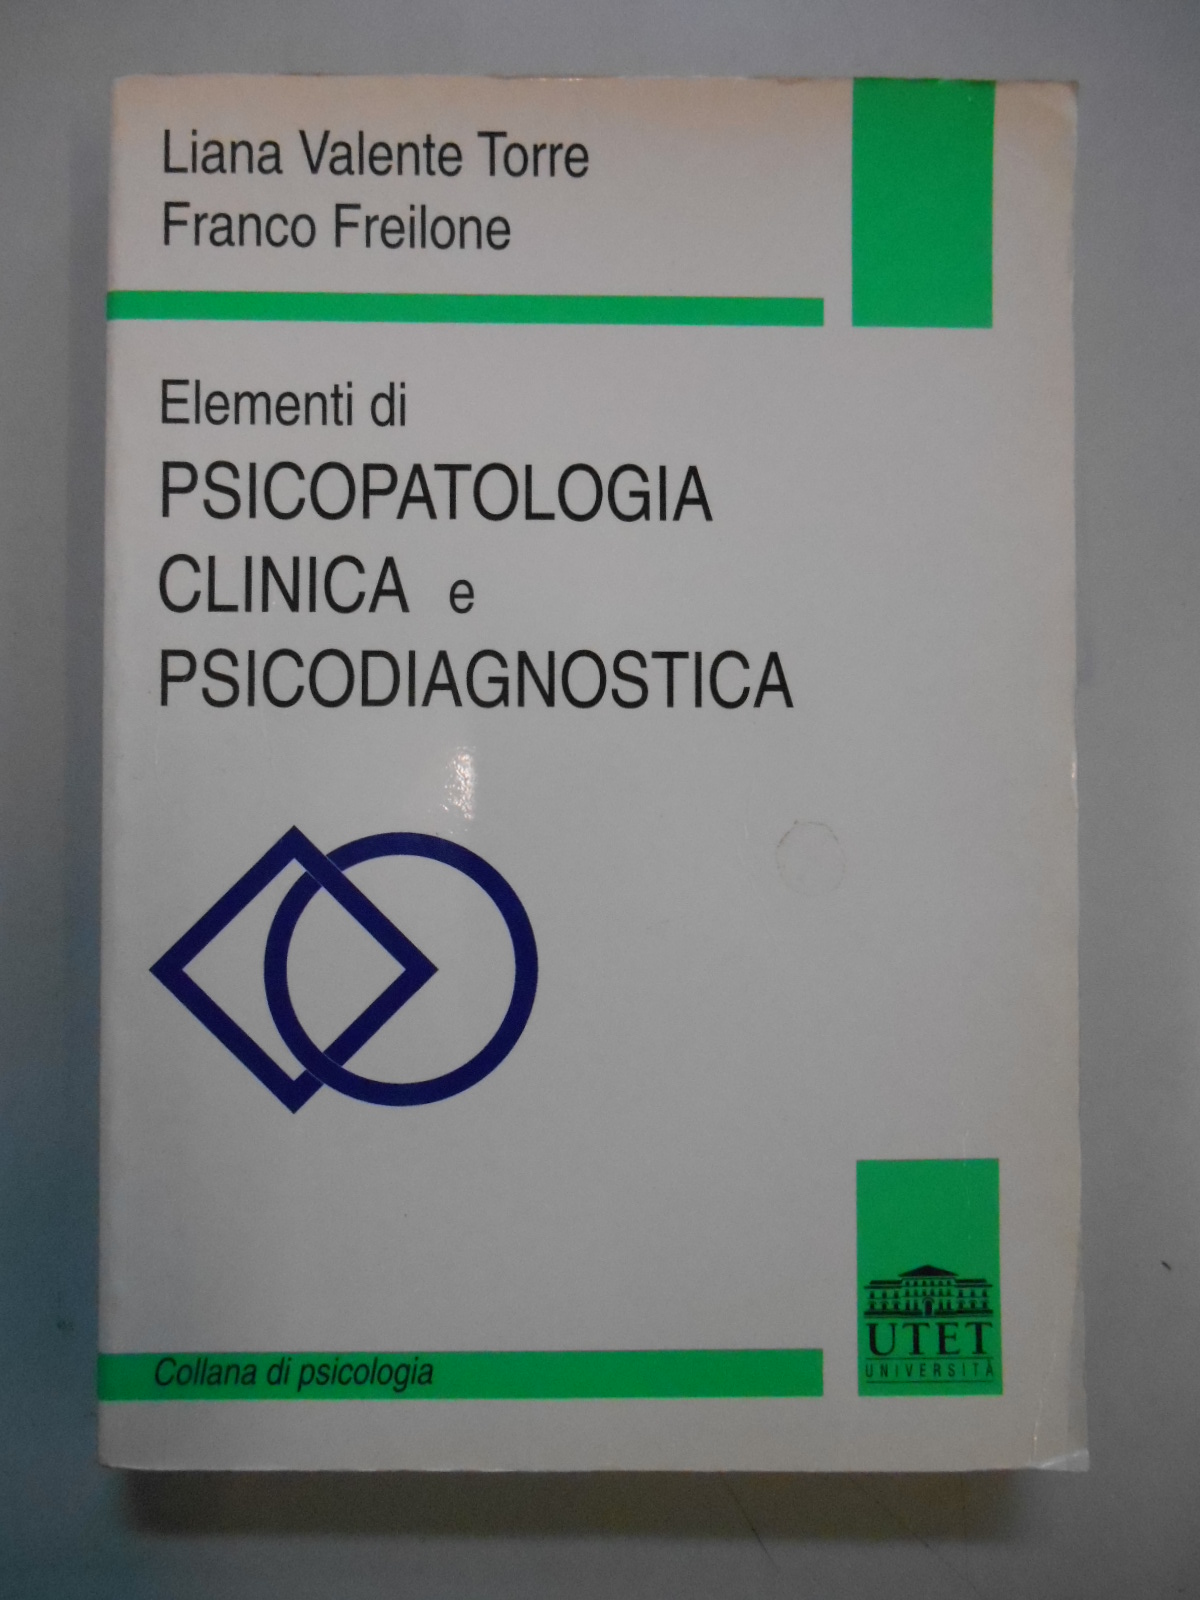 Liana Valente Torre
Franco Freilone
Elementi di
PSICOPATOLOGIA
CLINICA e
PSICODIAGNOSTICA
UTET
UNIVERSITÀ
Collana di psicologia